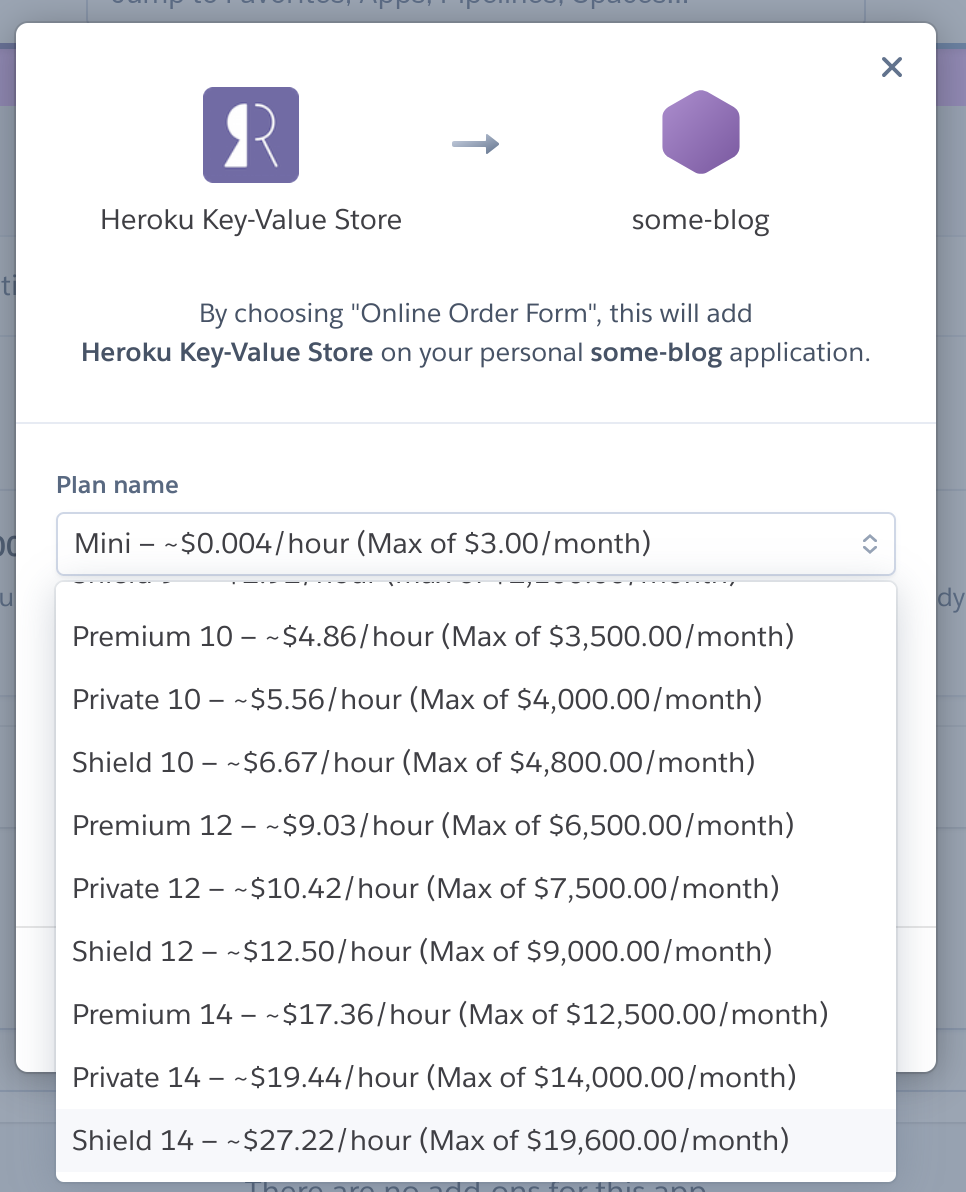 Jump to Favorites, Apps, Pipelines, Spaces...
Heroku Key-Value Store
some-blog
By choosing "Online Order Form", this will add
Heroku Key-Value Store on your personal some-blog application.
Plan name
Mini – ~$0.004/hour (Max of $3.00/month)
Premium 10 – ~$4.86/hour (Max of $3,500.00/month)
Private 10 – ~$5.56/hour (Max of $4,000.00/month)
Shield 10 – ~$6.67/hour (Max of $4,800.00/month)
Premium 12 – ~$9.03/hour (Max of $6,500.00/month)
Private 12 – ~$10.42/hour (Max of $7,500.00/month)
Shield 12 – ~$12.50/hour (Max of $9,000.00/month)
Premium 14 – ~$17.36/hour (Max of $12,500.00/month)
Private 14 – ~$19.44/hour (Max of $14,000.00/month)
Shield 14 – ~$27.22/hour (Max of $19,600.00/month)
There are no add-ons for this app